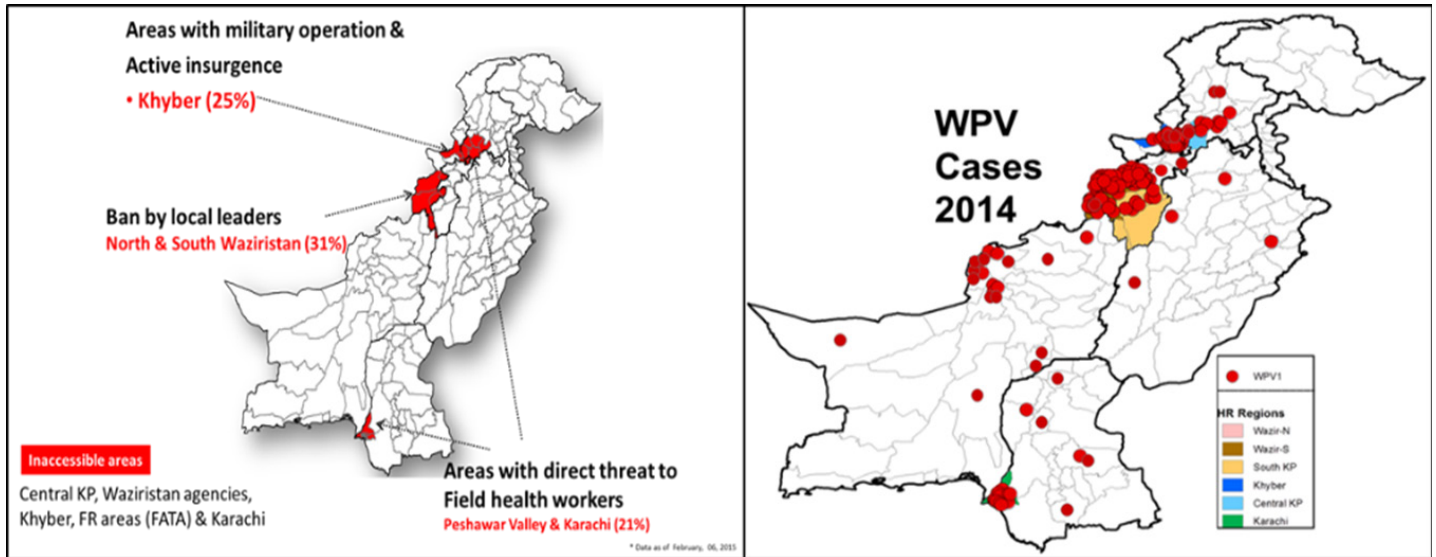 Areas with military operation &
Active insurgence
• Khyber (25%)
Ban by local leaders
North & South Waziristan (31%)
Inaccessible areas
Central KP, Waziristan agencies,
Khyber, FR areas (FATA) & Karachi
Areas with direct threat to
Field health workers
Peshawar Valley & Karachi (21%)
* Data as of February, 06, 2015
WPV
Cases
2014
WPV1
HR Regions
Wazir-N
Wazir-S
South KP
Khyber
Central KP
Karachi